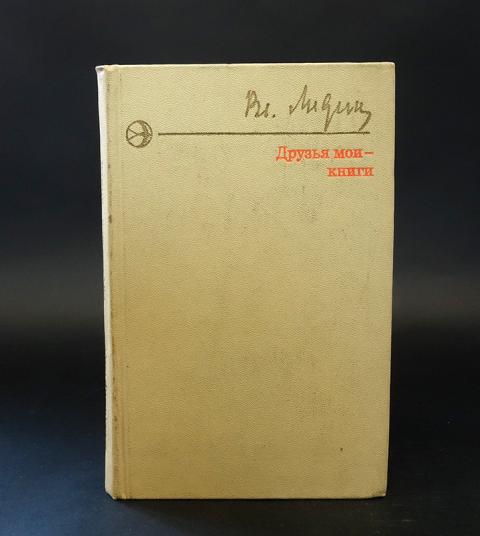 Вл. Лидин
Друзья мои—
книги